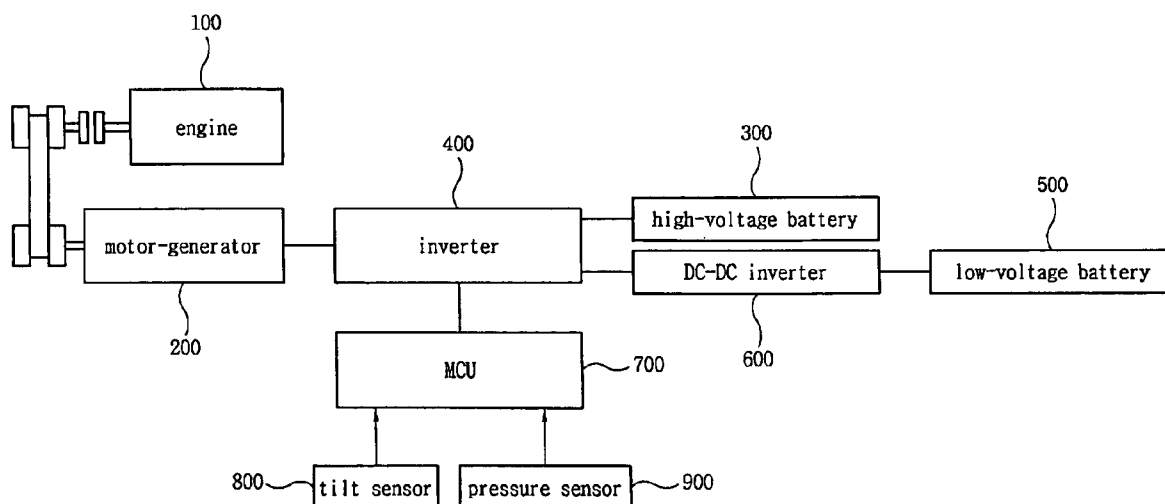 100
engine
400
300
500
high-voltage battery
motor-generator
inverter
DC-DC inverter
low-voltage battery
200
600
MCU
700
800
tilt sensor
pressure sensor
900